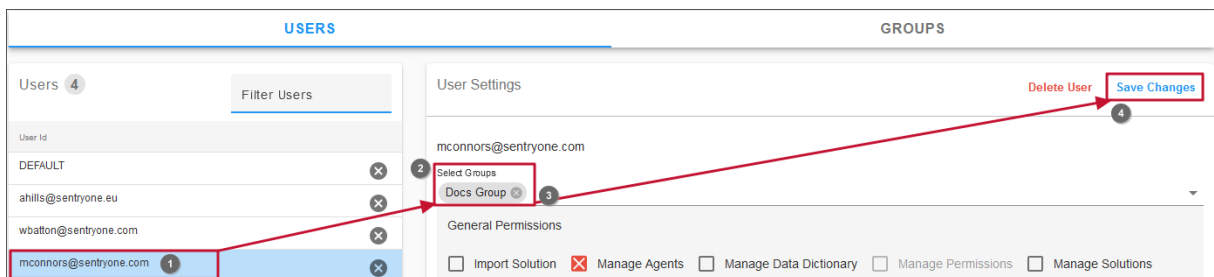 USERS
GROUPS
Users 4
Filter Users
User Id
DEFAULT
ahills@sentryone.eu
wbatton@sentryone.com
mconnors@sentryone.com 1
User Settings
Delete User
Save Changes
4
mconnors@sentryone.com
2
Select Groups
Docs Group
3
General Permissions
Import Solution
Manage Agents
Manage Data Dictionary
Manage Permissions
Manage Solutions